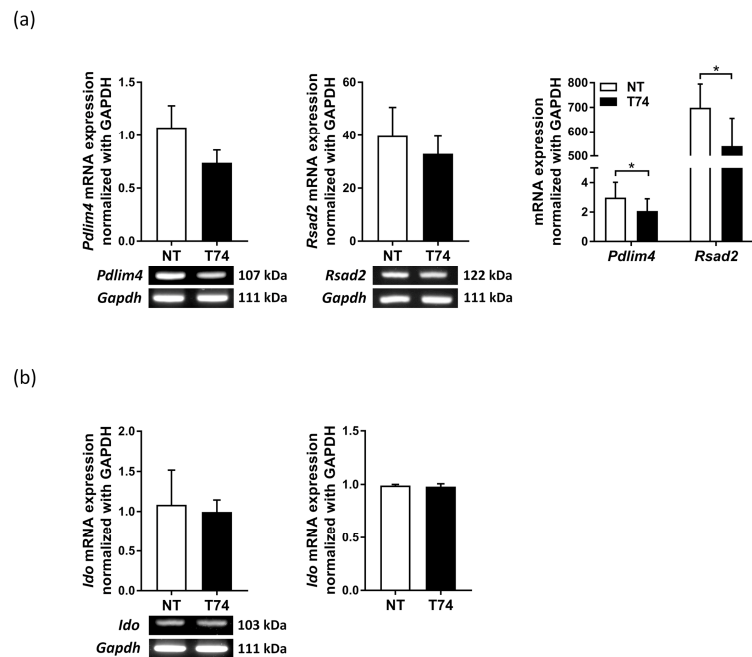 (a)
Pdlim4 mRNA expression
normalized with GAPDH
1.5
1.0
0.5
0.0
NT T74
Pdlim4 107 kDa
Gapdh 111 kDa
Rsad2 mRNA expression
normalized with GAPDH
60
40
20
0
NT T74
Rsad2 122 kDa
Gapdh 111 kDa
mRNA expression
normalized with GAPDH
800
700
600
500
4
2
0
NT
T74
*
*
Pdlim4 Rsad2
(b)
Ido mRNA expression
normalized with GAPDH
2.0
1.5
1.0
0.5
0.0
NT T74
Ido 103 kDa
Gapdh 111 kDa
Ido mRNA expression
normalized with GAPDH
1.5
1.0
0.5
0.0
NT T74